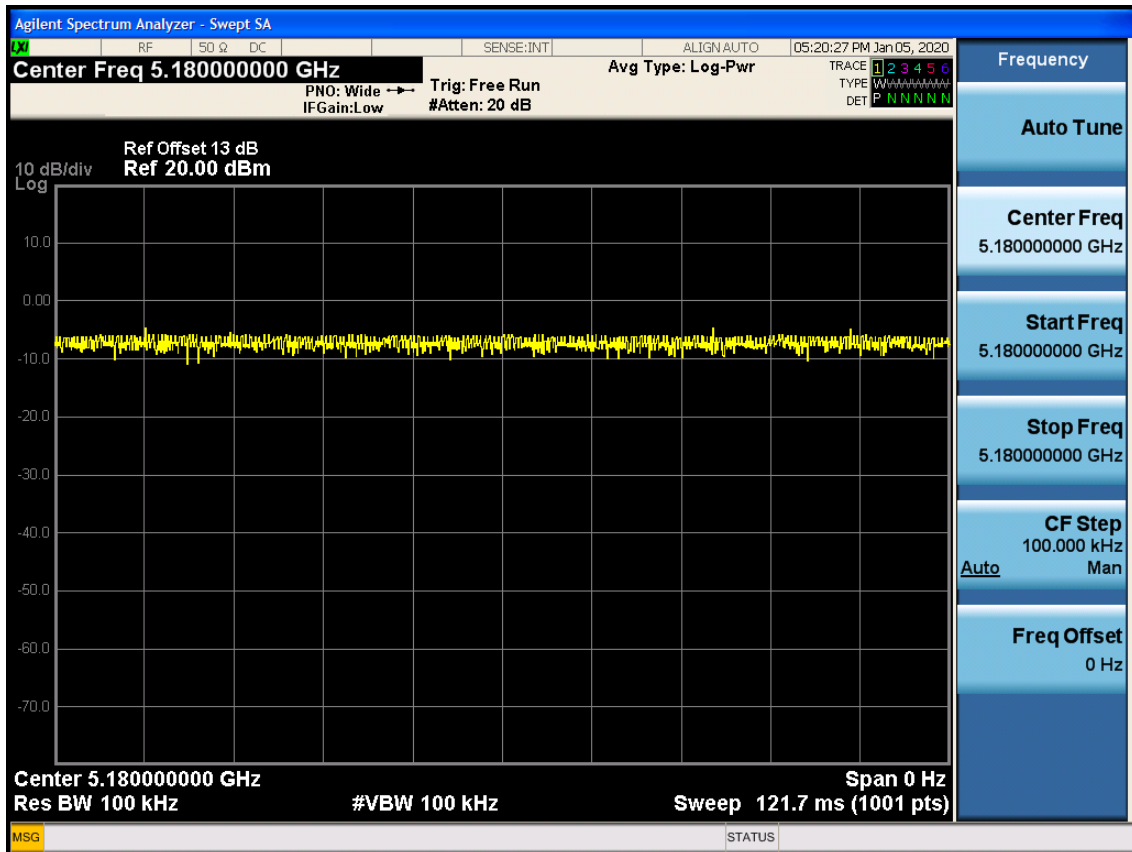 Agilent Spectrum Analyzer - Swept SA
LXI RF 50 Ω DC SENSE:INT ALIGN AUTO 05:20:27 PM Jan 05, 2020
Center Freq 5.180000000 GHz
PNO: Wide
IFGain:Low
Trig: Free Run
#Atten: 20 dB
Avg Type: Log-Pwr
TRACE 1 2 3 4 5 6
TYPE WWWWWW
DET P N N N N N
Ref Offset 13 dB
10 dB/div Ref 20.00 dBm
Log
10.0
0.00
-10.0
-20.0
-30.0
-40.0
-50.0
-60.0
-70.0
Center 5.180000000 GHz Span 0 Hz
Res BW 100 kHz #VBW 100 kHz Sweep 121.7 ms (1001 pts)
MSG STATUS
Frequency
Auto Tune
Center Freq
5.180000000 GHz
Start Freq
5.180000000 GHz
Stop Freq
5.180000000 GHz
CF Step
100.000 kHz
Auto Man
Freq Offset
0 Hz